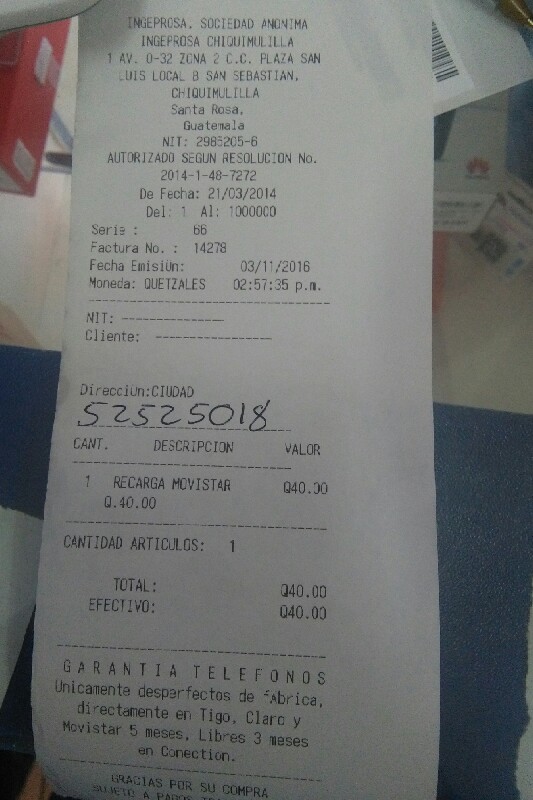 INGEPROSA. SOCIEDAD ANONIMA
INGEPROSA CHIQUIMULILLA
1 AV. 0-32 ZONA 2 C.C. PLAZA SAN
LUIS LOCAL 8 SAN SEBASTIAN,
CHIQUIMULILLA
Santa Rosa,
Guatemala
NIT: 2985205-6
AUTORIZADO SEGUN RESOLUCION No.
2014-1-48-7272
De Fecha: 21/03/2014
Del: 1 Al: 1000000
Serie : 66
Factura No. : 14278
Fecha EmisiUn: 03/11/2016
Moneda: QUETZALES 02:57:35 p.m.
NIT: ---------------
Cliente: -----------------
DirecciUn:CIUDAD
52525018
CANT. DESCRIPCION VALOR
1 RECARGA MOVISTAR Q40.00
Q.40.00
CANTIDAD ARTICULOS: 1
TOTAL: Q40.00
EFECTIVO: Q40.00
GARANTIA TELEFONOS
Unicamente desperfectos de fAbrica,
directamente en Tigo, Claro y
Movistar 5 meses, Libres 3 meses
en Conection.
GRACIAS POR SU COMPRA
SUJETO A PAGOS